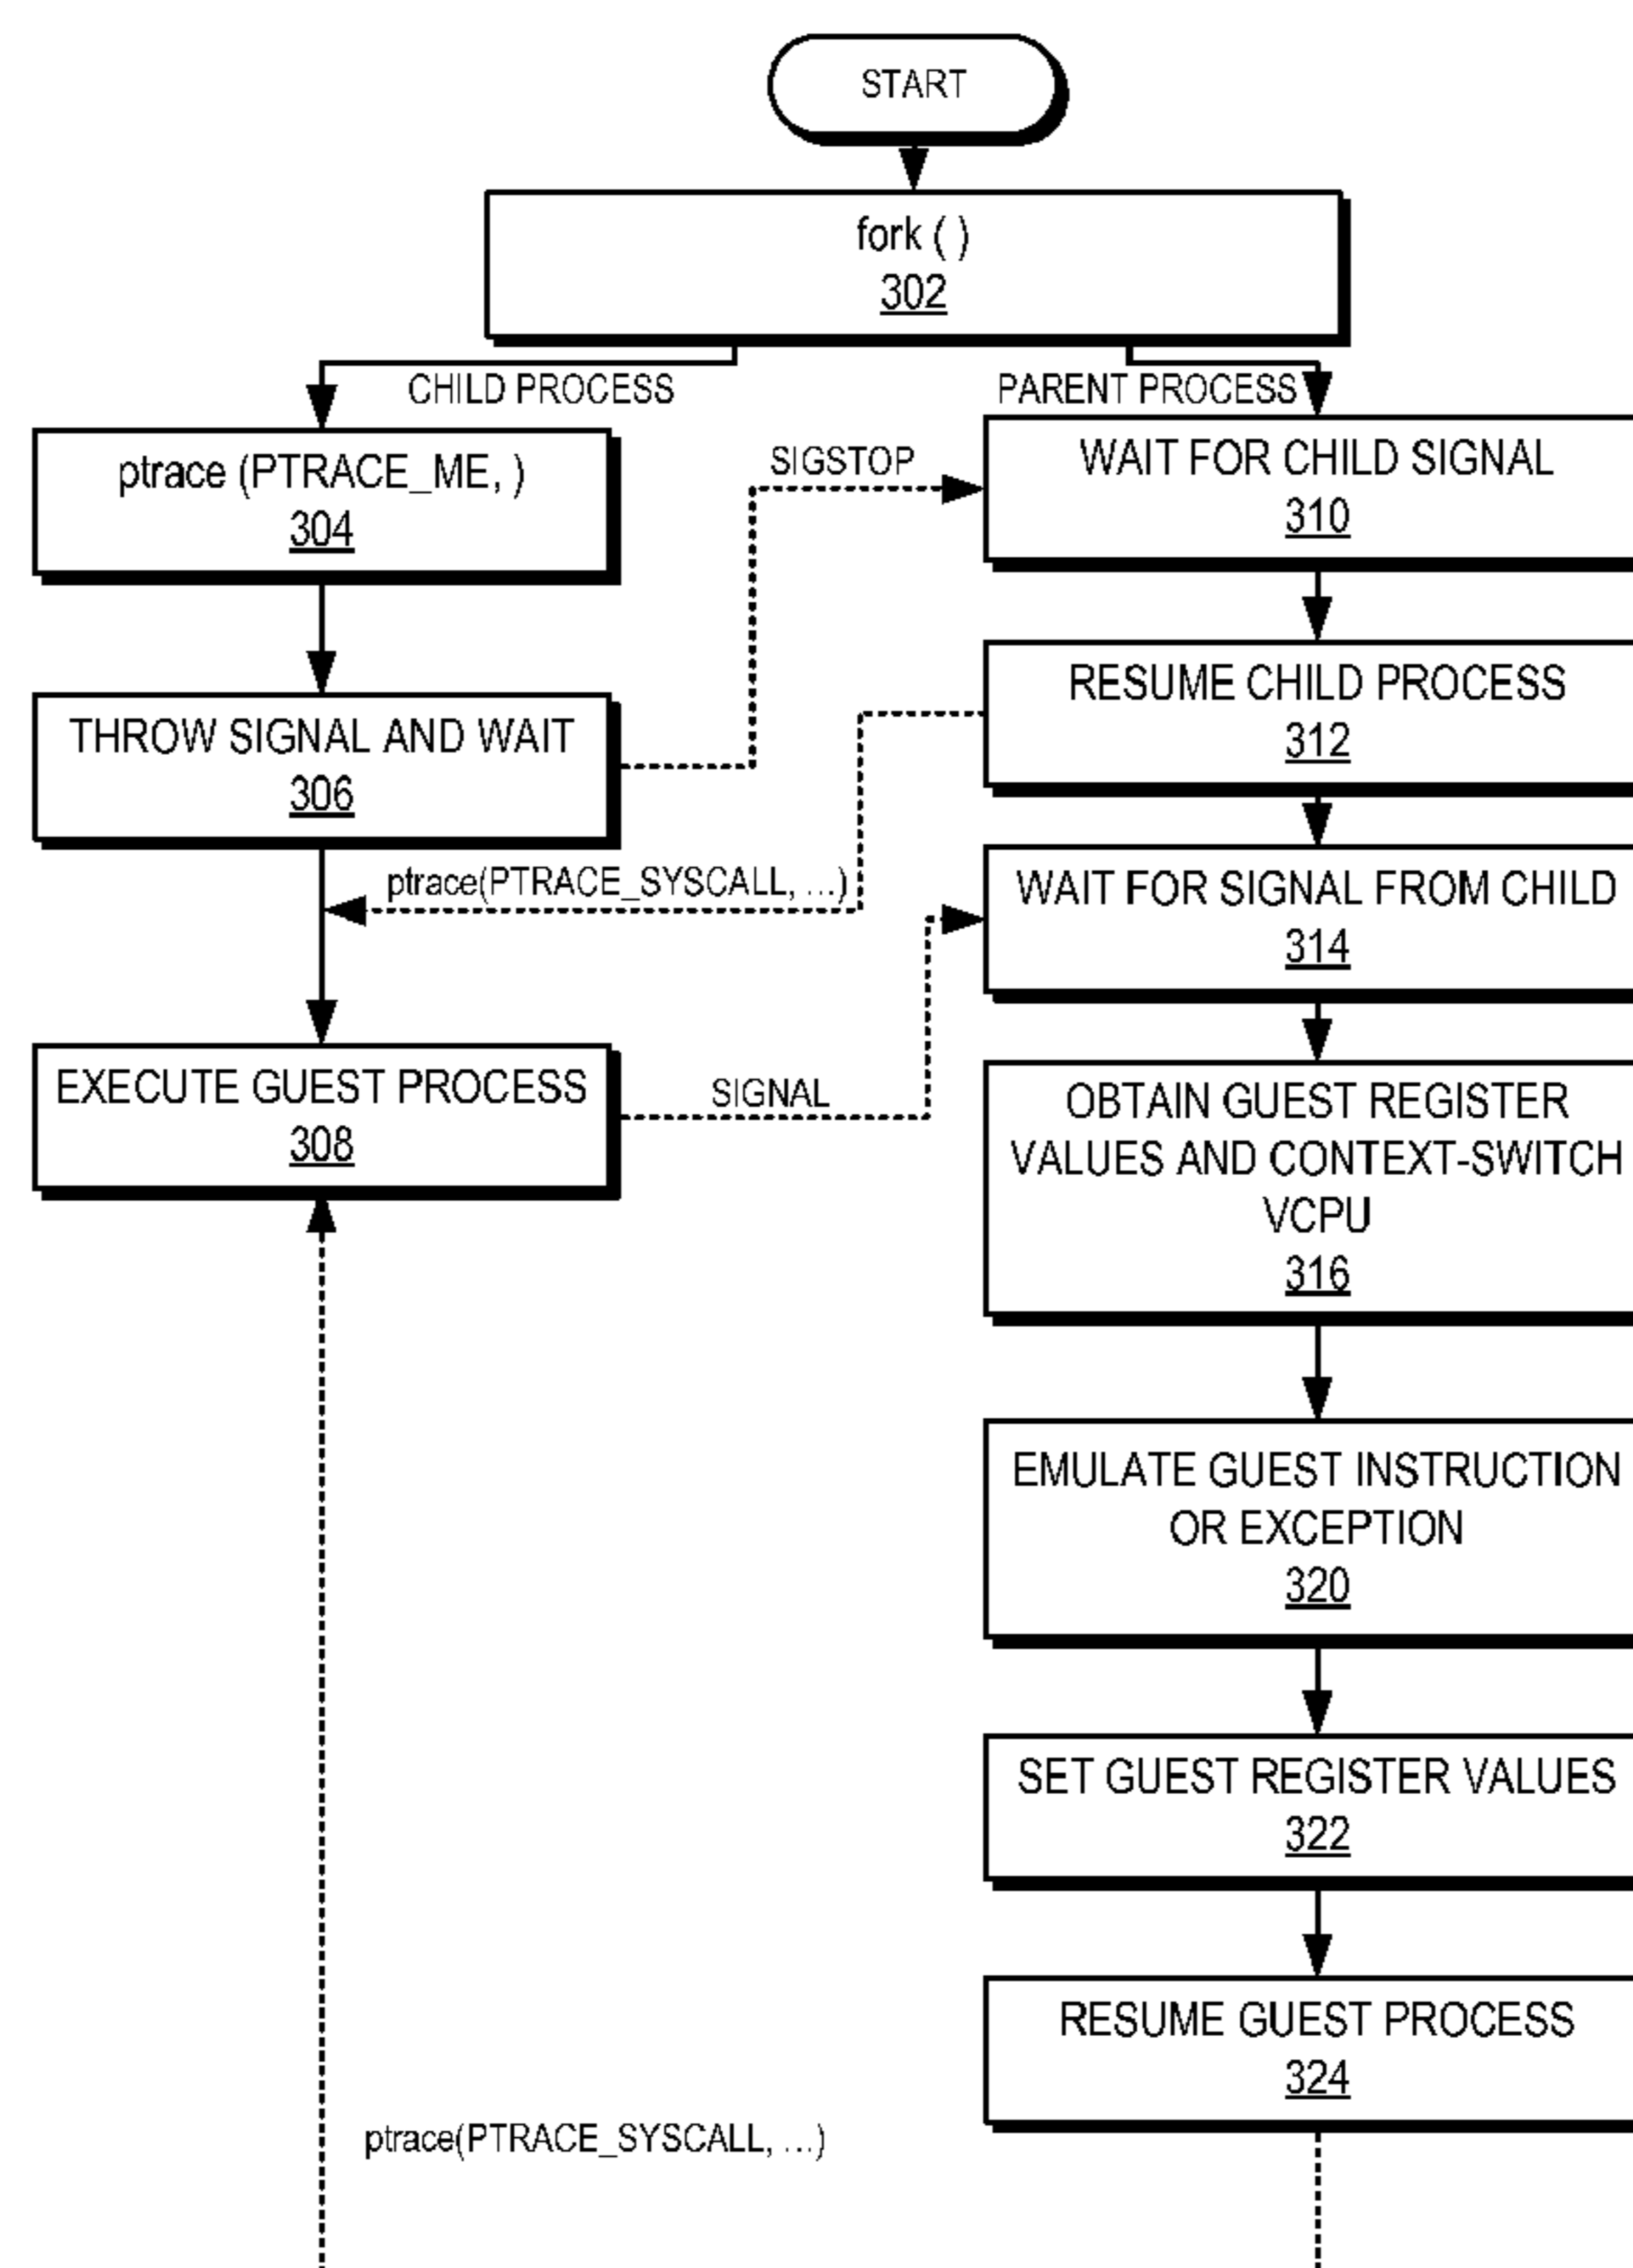 START
fork ( )
302
CHILD PROCESS
PARENT PROCESS
ptrace (PTRACE_ME, )
304
SIGSTOP
WAIT FOR CHILD SIGNAL
310
THROW SIGNAL AND WAIT
306
RESUME CHILD PROCESS
312
ptrace(PTRACE_SYSCALL, ...)
WAIT FOR SIGNAL FROM CHILD
314
EXECUTE GUEST PROCESS
308
SIGNAL
OBTAIN GUEST REGISTER
VALUES AND CONTEXT-SWITCH
VCPU
316
EMULATE GUEST INSTRUCTION
OR EXCEPTION
320
SET GUEST REGISTER VALUES
322
RESUME GUEST PROCESS
324
ptrace(PTRACE_SYSCALL, ...)